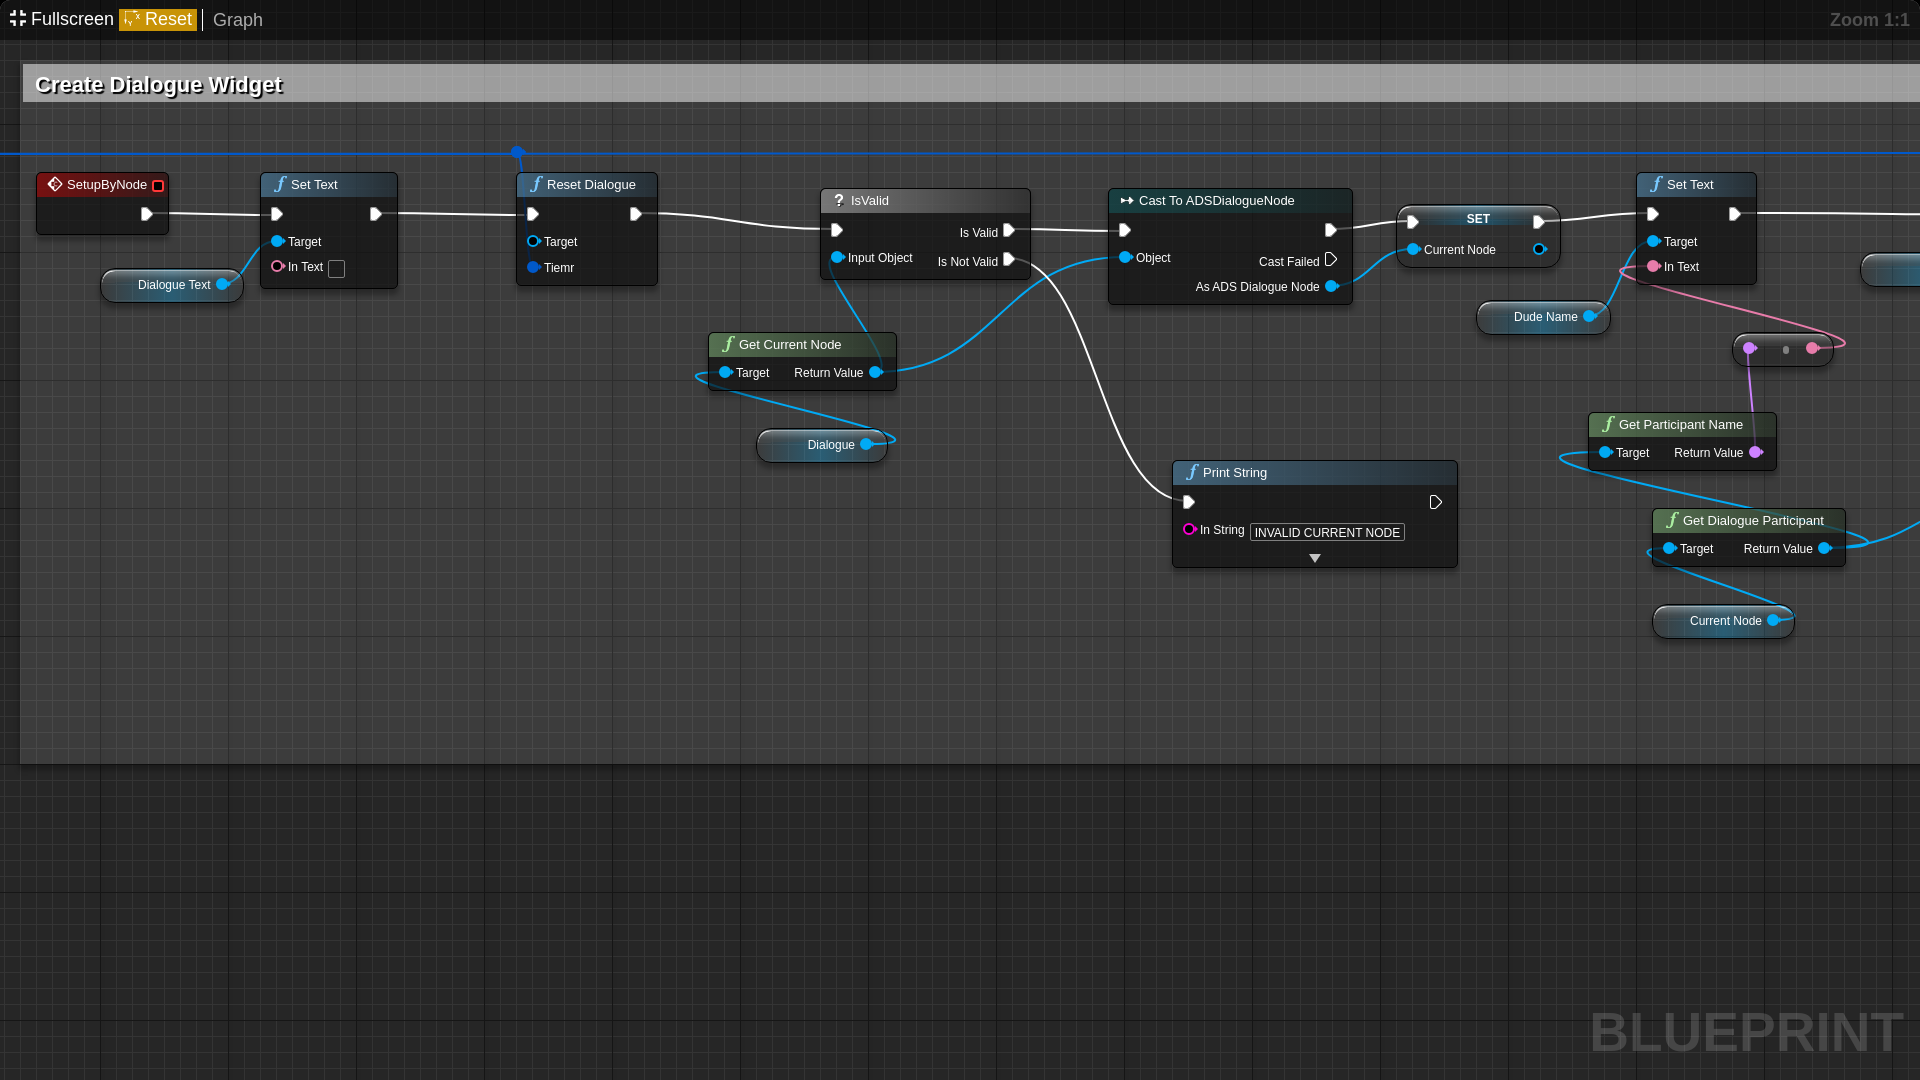 Fullscreen Reset Graph Zoom 1:1
Create Dialogue Widget
SetupByNode
Dialogue Text
Set Text
Target
In Text
Reset Dialogue
Target
Tiemr
IsValid
Is Valid
Input Object
Is Not Valid
Get Current Node
Target
Return Value
Dialogue
Cast To ADSDialogueNode
Object
Cast Failed
As ADS Dialogue Node
Print String
In String INVALID CURRENT NODE
SET
Current Node
Dude Name
Set Text
Target
In Text
Get Participant Name
Target
Return Value
Get Dialogue Participant
Target
Return Value
Current Node
BLUEPRINT